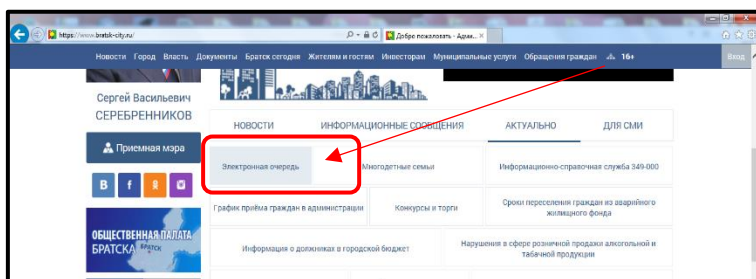 https://www.bratsk-city.ru/
Добро пожаловать - Адми...
Новости Город Власть Документы Братск сегодня Жителям и гостям Инвесторам Муниципальные услуги Обращения граждан 16+ Вход
Сергей Васильевич
СЕРЕБРЕННИКОВ
НОВОСТИ ИНФОРМАЦИОННЫЕ СООБЩЕНИЯ АКТУАЛЬНО ДЛЯ СМИ
Приемная мэра
Электронная очередь Многодетные семьи Информационно-справочная служба 349-000
График приёма граждан в администрации Конкурсы и торги Сроки переселения граждан из аварийного
жилищного фонда
ОБЩЕСТВЕННАЯ ПАЛАТА
БРАТСКА БРАТСК
Информация о должниках в городской бюджет Нарушения в сфере розничной продажи алкогольной и
табачной продукции